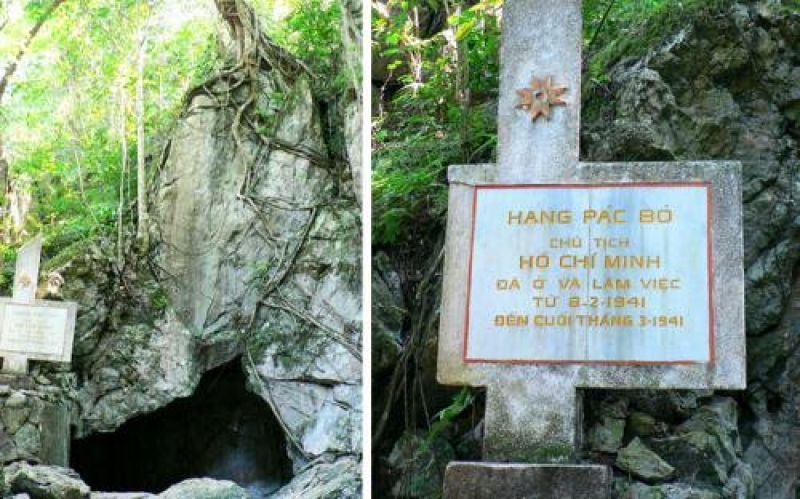 HANG PÁC BÓ
CHỦ TỊCH
HỒ CHÍ MINH
ĐÃ Ở VÀ LÀM VIỆC
TỪ 8-2-1941
ĐẾN CUỐI THÁNG 3-1941